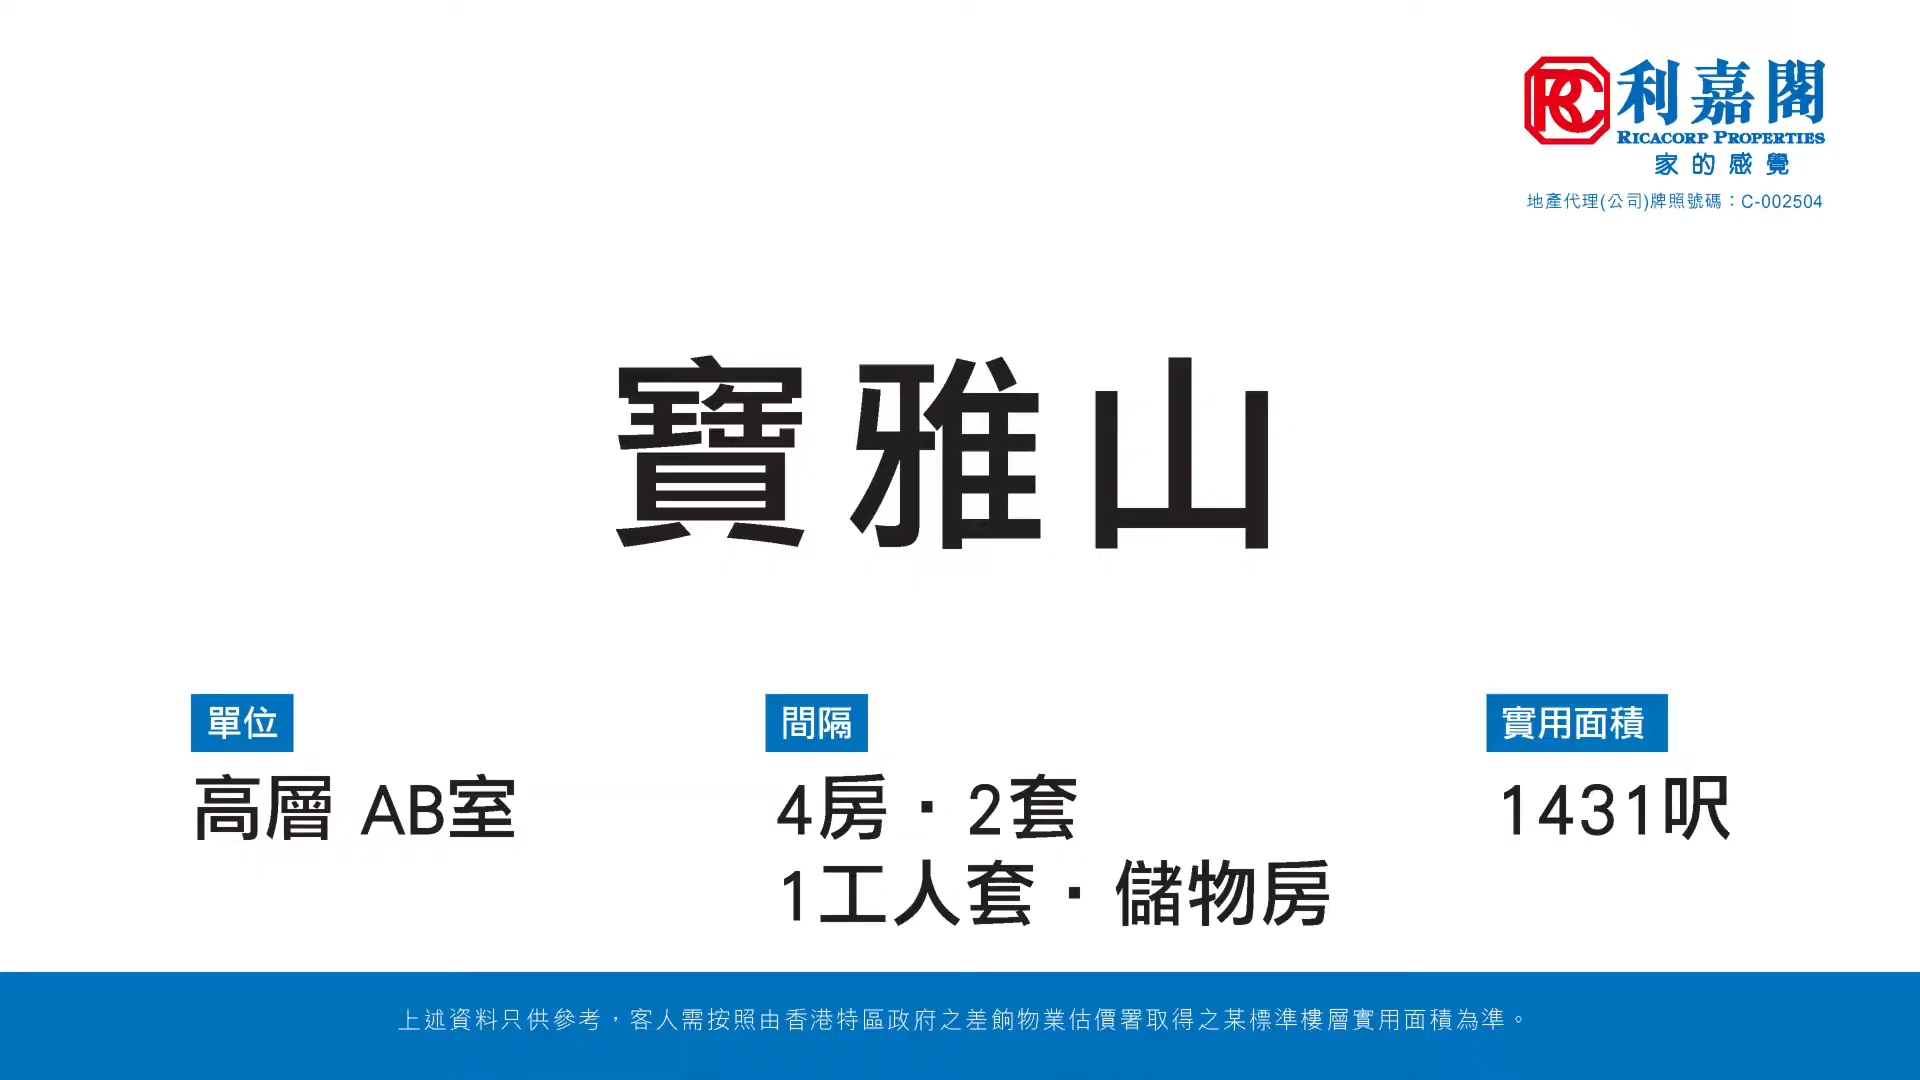 利嘉閣
RICACORP PROPERTIES
家的感覺
地產代理(公司)牌照號碼：C-002504
寶雅山
單位
高層 AB室
間隔
4房．2套
1工人套．儲物房
實用面積
1431呎
上述資料只供參考，客人需按照由香港特區政府之差餉物業估價署取得之某標準樓層實用面積為準。